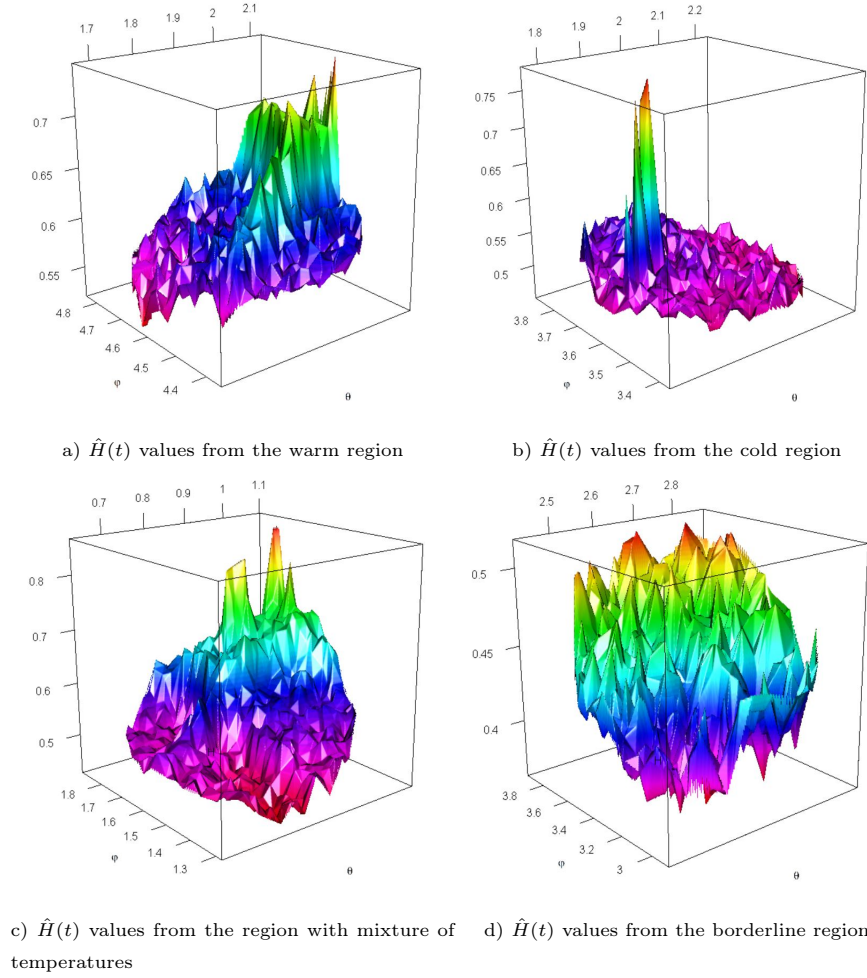 1.7 1.8 1.9 2 2.1
0.7
0.65
0.6
0.55
4.8
4.7
4.6
4.5
4.4
φ
θ
a) Ĥ(t) values from the warm region
1.8 1.9 2 2.1 2.2
0.75
0.7
0.65
0.6
0.55
0.5
3.8
3.7
3.6
3.5
3.4
φ
θ
b) Ĥ(t) values from the cold region
0.7 0.8 0.9 1 1.1
0.8
0.7
0.6
0.5
1.8
1.7
1.6
1.5
1.4
1.3
φ
θ
c) Ĥ(t) values from the region with mixture of
temperatures
2.5 2.6 2.7 2.8
0.5
0.45
0.4
3.8
3.6
3.4
3.2
3
φ
θ
d) Ĥ(t) values from the borderline region